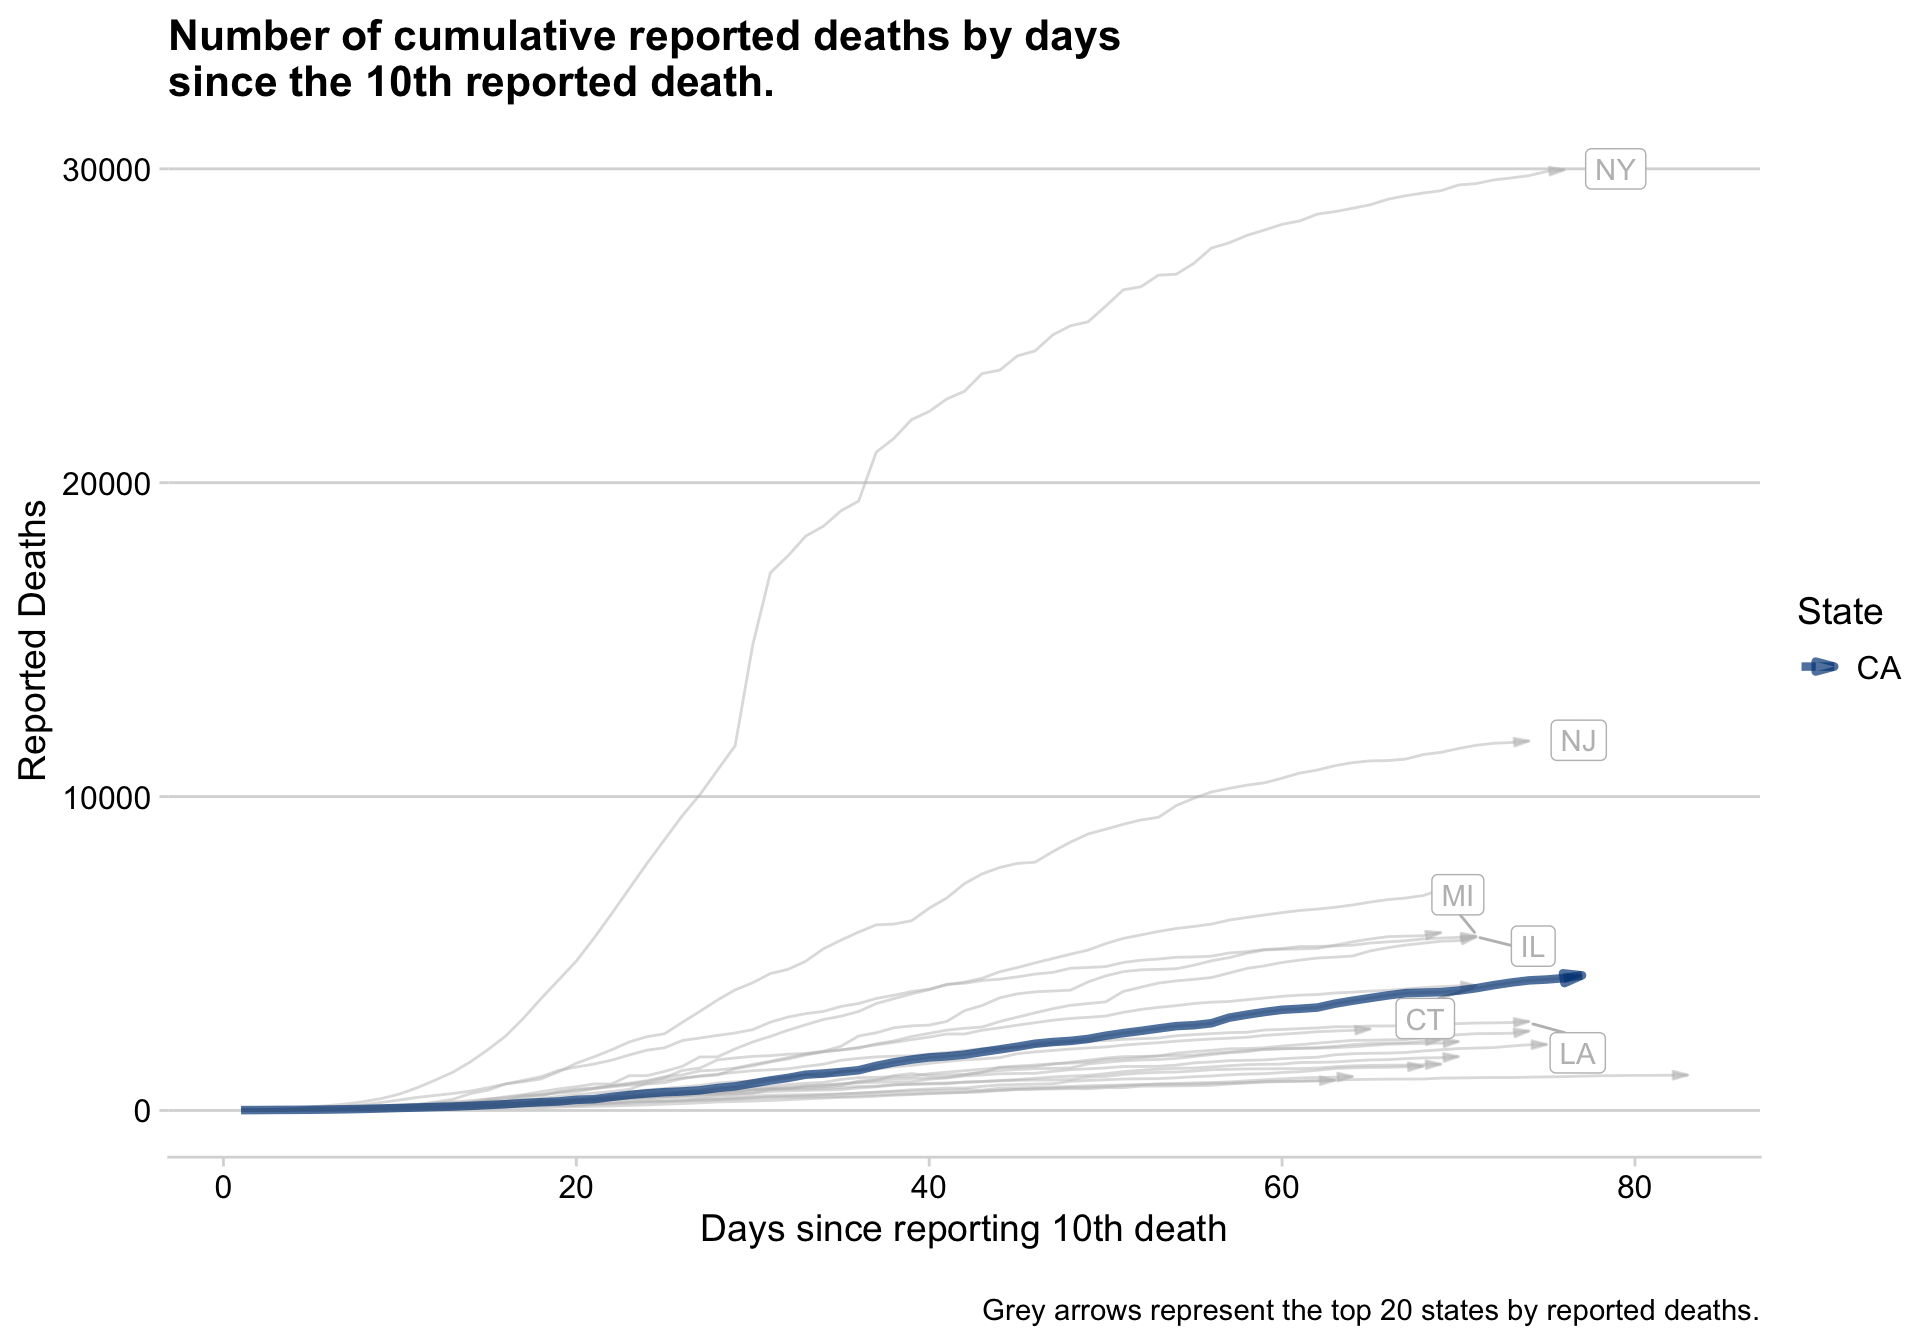 Number of cumulative reported deaths by days
since the 10th reported death.
30000
20000
10000
0
Reported Deaths
NY
NJ
MI
IL
CT
LA
State
CA
0
20
40
60
80
Days since reporting 10th death
Grey arrows represent the top 20 states by reported deaths.